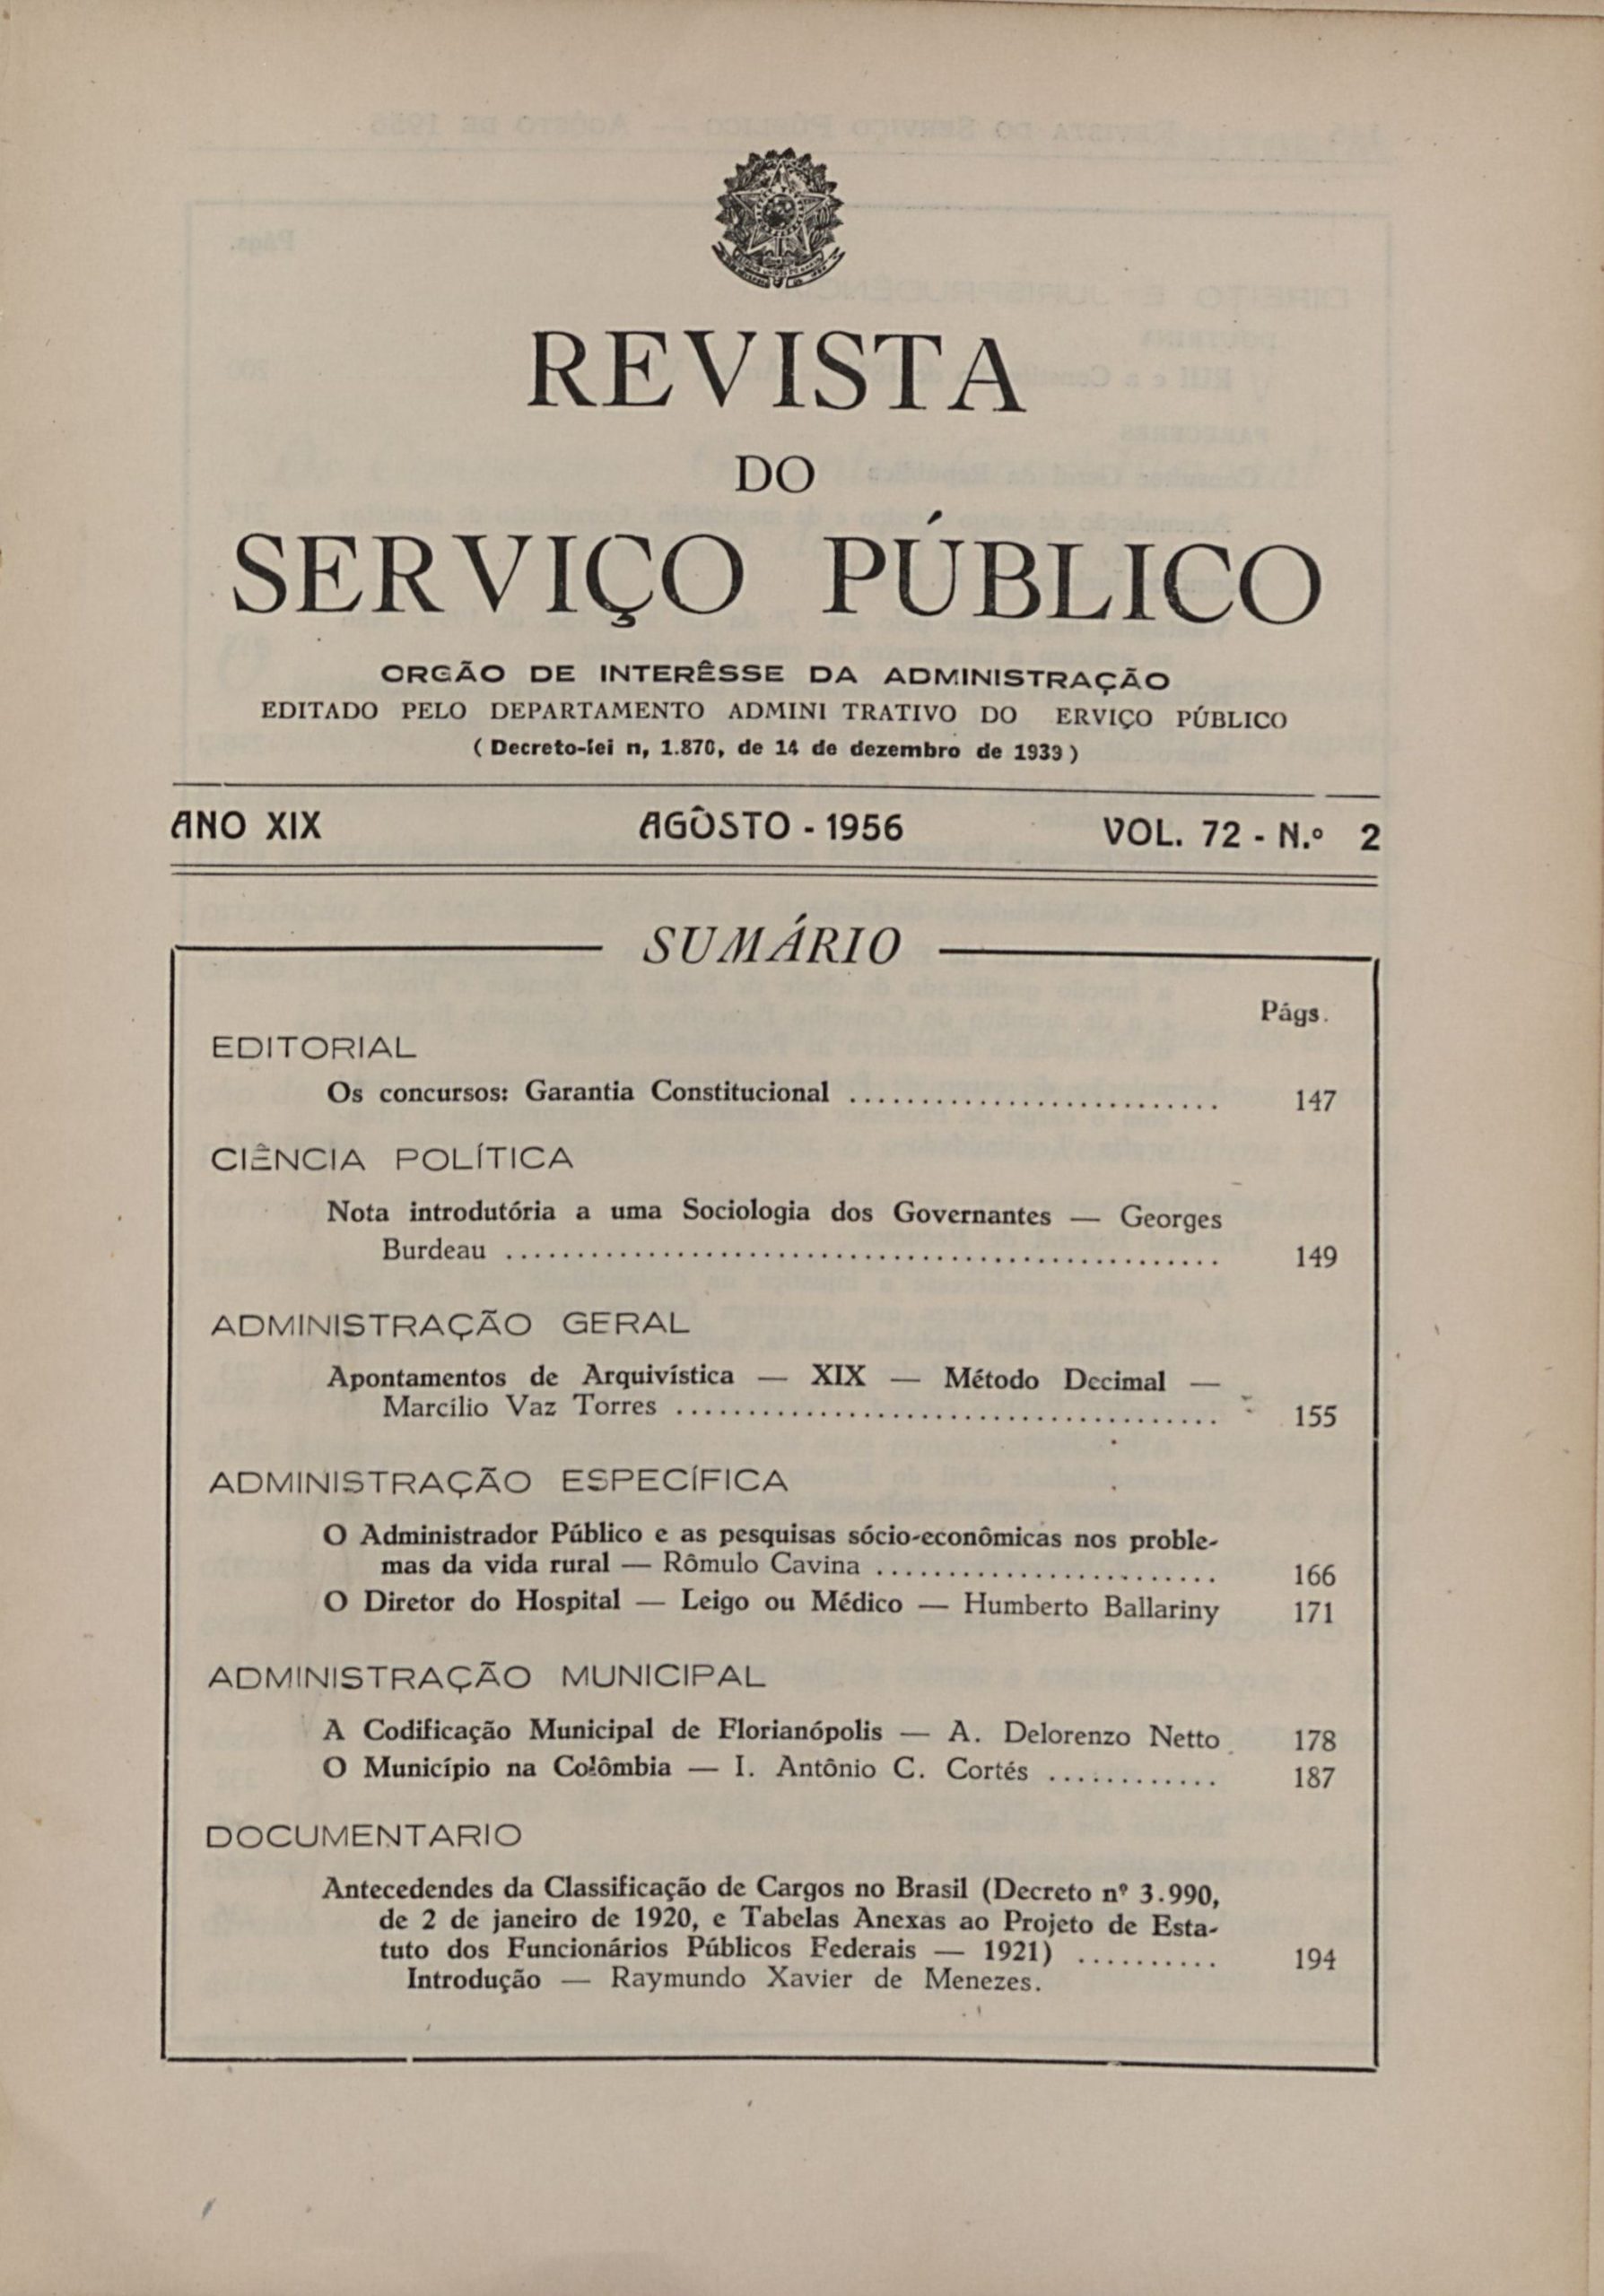 REVISTA
DO
SERVIÇO PÚBLICO
ORGÃO DE INTERÊSSE DA ADMINISTRAÇÃO
EDITADO PELO DEPARTAMENTO ADMINI TRATIVO DO ERVIÇO PÚBLICO
( Decreto-lei n, 1.870, de 14 de dezembro de 1939 )
ANO XIX AGÔSTO - 1956 VOL. 72 - N.º 2
SUMÁRIO
Págs.
EDITORIAL
Os concursos: Garantia Constitucional .......................... 147
CIÊNCIA POLÍTICA
Nota introdutória a uma Sociologia dos Governantes — Georges
Burdeau .................................................. 149
ADMINISTRAÇÃO GERAL
Apontamentos de Arquivística — XIX — Método Decimal —
Marcílio Vaz Torres ...................................... 155
ADMINISTRAÇÃO ESPECÍFICA
O Administrador Público e as pesquisas sócio-econômicas nos proble-
mas da vida rural — Rômulo Cavina ........................ 166
O Diretor do Hospital — Leigo ou Médico — Humberto Ballariny 171
ADMINISTRAÇÃO MUNICIPAL
A Codificação Municipal de Florianópolis — A. Delorenzo Netto 178
O Município na Colômbia — I. Antônio C. Cortés ............ 187
DOCUMENTARIO
Antecedendes da Classificação de Cargos no Brasil (Decreto nº 3.990,
de 2 de janeiro de 1920, e Tabelas Anexas ao Projeto de Esta-
tuto dos Funcionários Públicos Federais — 1921) .......... 194
Introdução — Raymundo Xavier de Menezes.